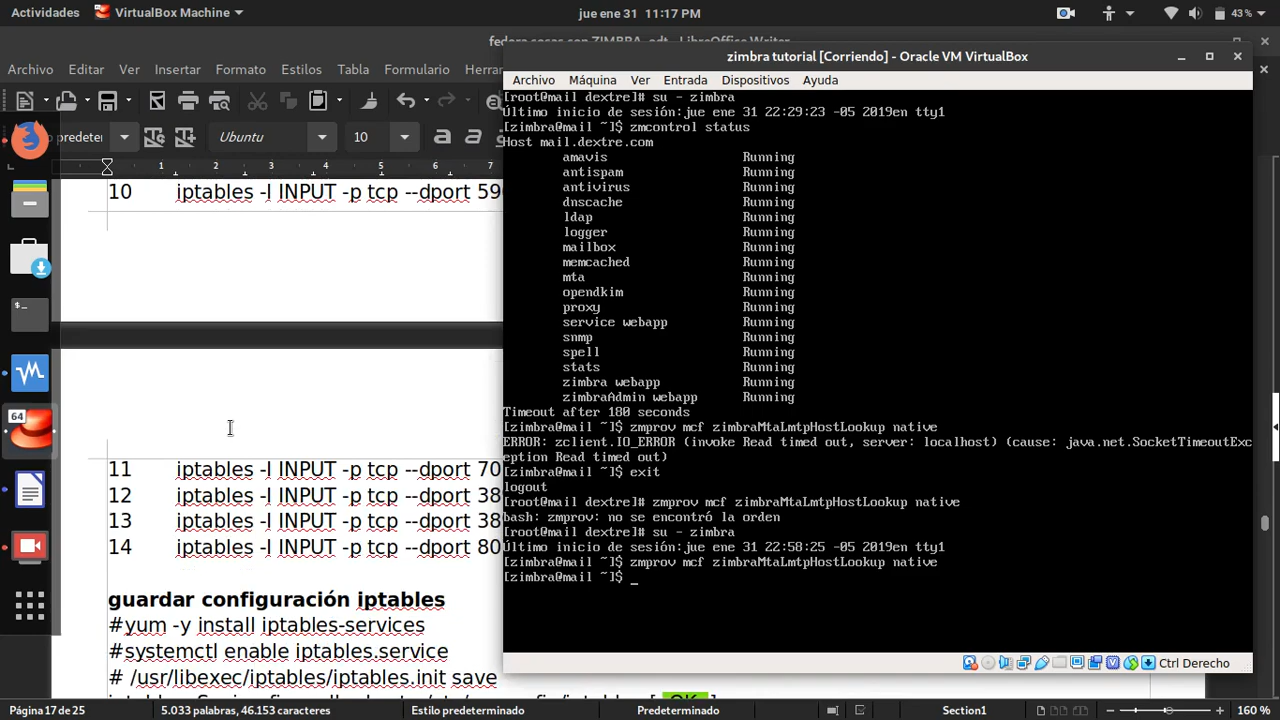 Actividades
VirtualBox Machine
jue ene 31 11:17 PM
43 %
fedora cosas con ZIMBRA .odt - LibreOffice Writer
Archivo Editar Ver Insertar Formato Estilos Tabla Formulario Herra
Ubuntu 10
1 2 3 4 5 6 7
10 iptables -I INPUT -p tcp --dport 59
11 iptables -I INPUT -p tcp --dport 70
12 iptables -I INPUT -p tcp --dport 38
13 iptables -I INPUT -p tcp --dport 38
14 iptables -I INPUT -p tcp --dport 80
guardar configuración iptables
#yum -y install iptables-services
#systemctl enable iptables.service
# /usr/libexec/iptables/iptables.init save
64
Página 17 de 25
5.033 palabras, 46.153 caracteres
Estilo predeterminado
Predeterminado
Section1
160 %
zimbra tutorial [Corriendo] - Oracle VM VirtualBox
Archivo Máquina Ver Entrada Dispositivos Ayuda
[root@mail dextre]# su - zimbra
Último inicio de sesión:jue ene 31 22:29:23 -05 2019en tty1
[zimbra@mail ~]$ zmcontrol status
Host mail.dextre.com
amavis Running
antispam Running
antivirus Running
dnscache Running
ldap Running
logger Running
mailbox Running
memcached Running
mta Running
opendkim Running
proxy Running
service webapp Running
snmp Running
spell Running
stats Running
zimbra webapp Running
zimbraAdmin webapp Running
Timeout after 180 seconds
[zimbra@mail ~]$ zmprov mcf zimbraMtaLmtpHostLookup native
ERROR: zclient.IO_ERROR (invoke Read timed out, server: localhost) (cause: java.net.SocketTimeoutExc
eption Read timed out)
[zimbra@mail ~]$ exit
logout
[root@mail dextre]# zmprov mcf zimbraMtaLmtpHostLookup native
bash: zmprov: no se encontró la orden
[root@mail dextre]# su - zimbra
Último inicio de sesión:jue ene 31 22:58:25 -05 2019en tty1
[zimbra@mail ~]$ zmprov mcf zimbraMtaLmtpHostLookup native
[zimbra@mail ~]$ _
Ctrl Derecho